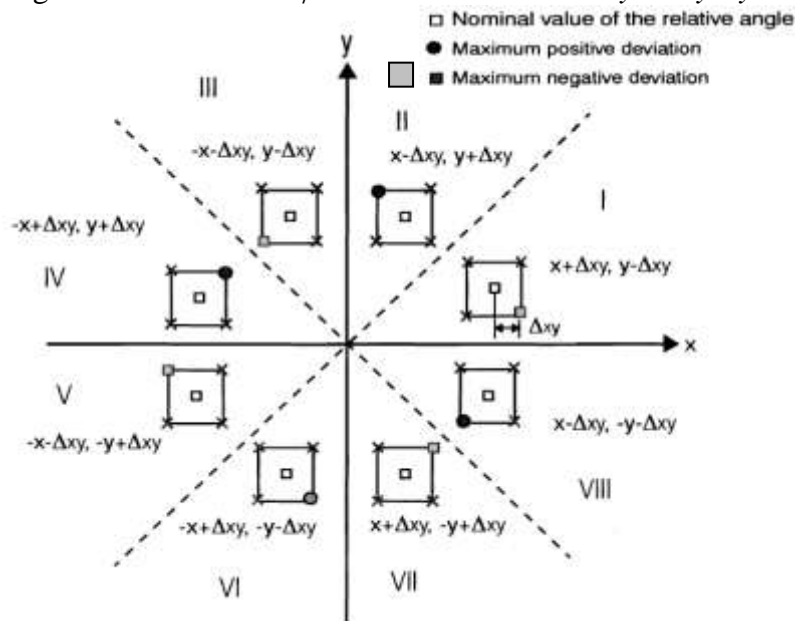 Nominal value of the relative angle
Maximum positive deviation
Maximum negative deviation
y
III
II
-x-Δxy, y-Δxy
x-Δxy, y+Δxy
I
-x+Δxy, y+Δxy
IV
x+Δxy, y-Δxy
Δxy
x
V
-x-Δxy, -y+Δxy
x-Δxy, -y-Δxy
VIII
-x+Δxy, -y-Δxy
x+Δxy, -y+Δxy
VI
VII